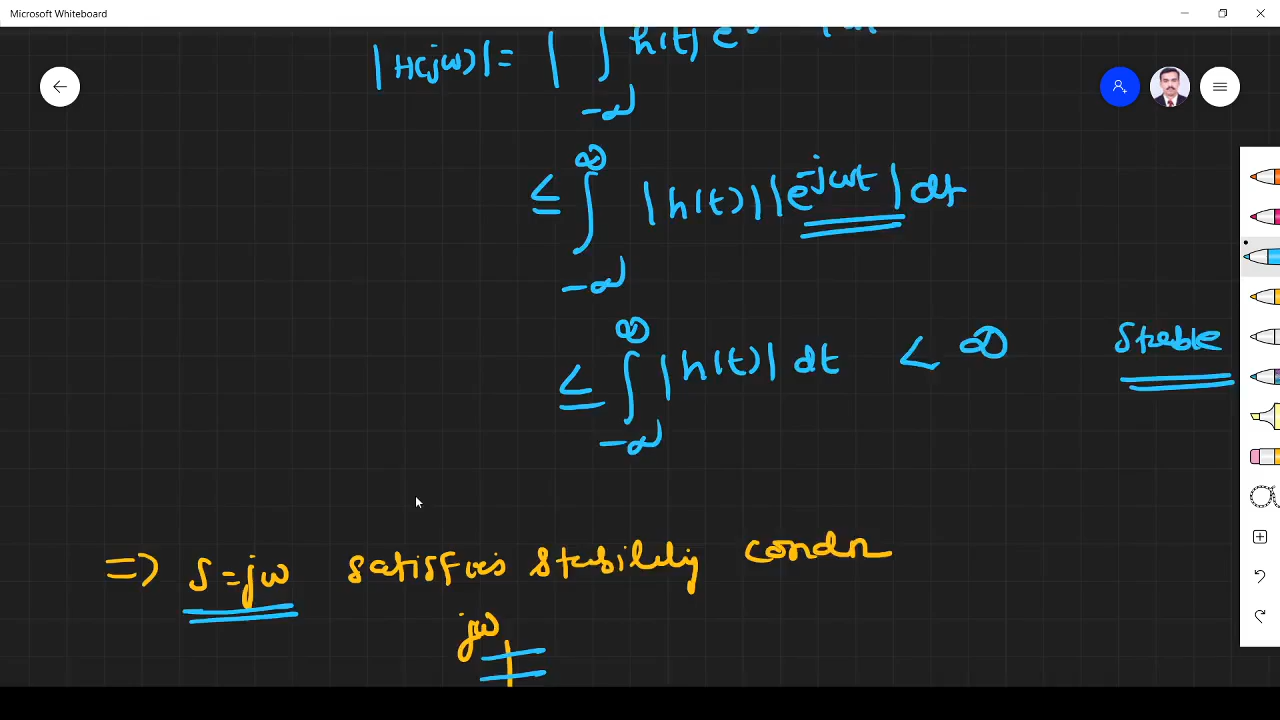 Microsoft Whiteboard
|H(jω)| = | ∫ h(t) e
-∞
≤ ∫ |h(t)| |e^-jωt| dt
∞
-∞
≤ ∫ |h(t)| dt < ∞ Stable
∞
-∞
=> s=jω satisfies stability condn
jω